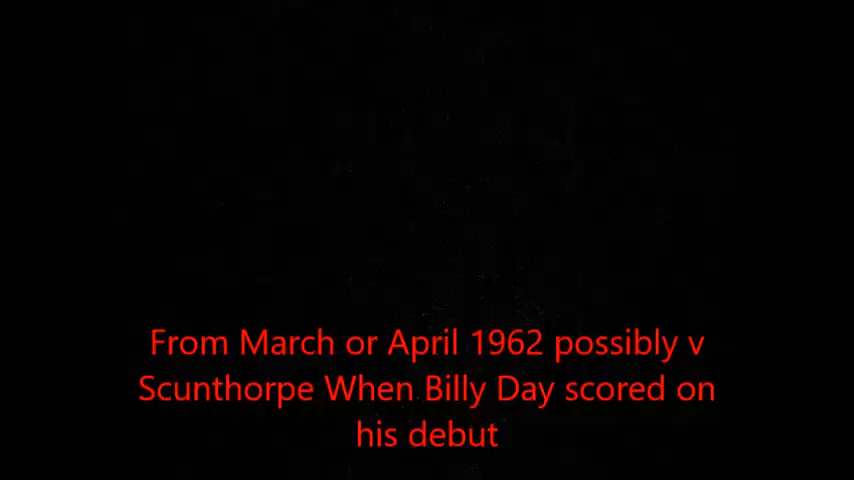 From March or April 1962 possibly v
Scunthorpe When Billy Day scored on
his debut